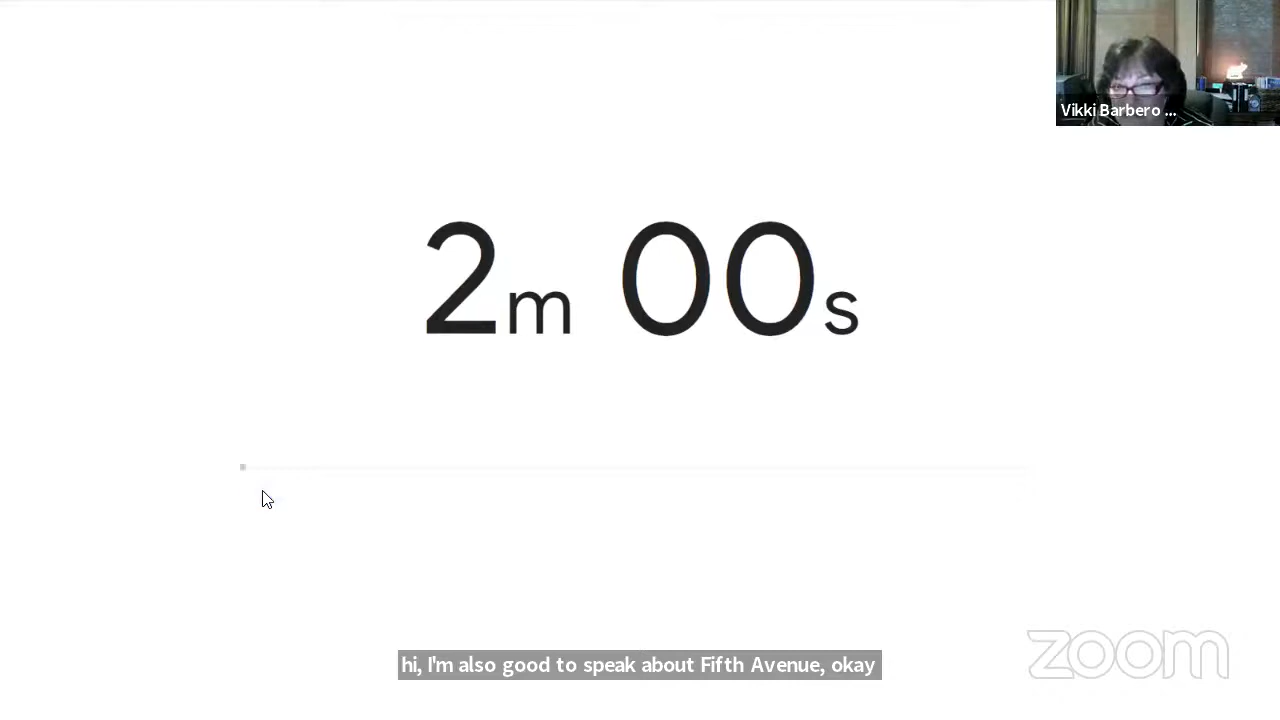 Vikki Barbero ...
2m 00s
hi, I'm also good to speak about Fifth Avenue, okay
zoom